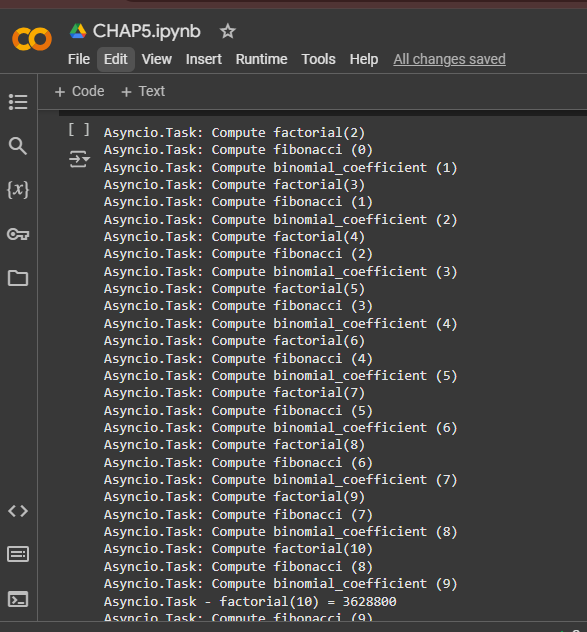 CHAP5.ipynb
File Edit View Insert Runtime Tools Help All changes saved
+ Code + Text
[ ] Asyncio.Task: Compute factorial(2)
Asyncio.Task: Compute fibonacci (0)
Asyncio.Task: Compute binomial_coefficient (1)
Asyncio.Task: Compute factorial(3)
Asyncio.Task: Compute fibonacci (1)
Asyncio.Task: Compute binomial_coefficient (2)
Asyncio.Task: Compute factorial(4)
Asyncio.Task: Compute fibonacci (2)
Asyncio.Task: Compute binomial_coefficient (3)
Asyncio.Task: Compute factorial(5)
Asyncio.Task: Compute fibonacci (3)
Asyncio.Task: Compute binomial_coefficient (4)
Asyncio.Task: Compute factorial(6)
Asyncio.Task: Compute fibonacci (4)
Asyncio.Task: Compute binomial_coefficient (5)
Asyncio.Task: Compute factorial(7)
Asyncio.Task: Compute fibonacci (5)
Asyncio.Task: Compute binomial_coefficient (6)
Asyncio.Task: Compute factorial(8)
Asyncio.Task: Compute fibonacci (6)
Asyncio.Task: Compute binomial_coefficient (7)
Asyncio.Task: Compute factorial(9)
Asyncio.Task: Compute fibonacci (7)
Asyncio.Task: Compute binomial_coefficient (8)
Asyncio.Task: Compute factorial(10)
Asyncio.Task: Compute fibonacci (8)
Asyncio.Task: Compute binomial_coefficient (9)
Asyncio.Task - factorial(10) = 3628800
Asyncio.Task: Compute fibonacci (9)